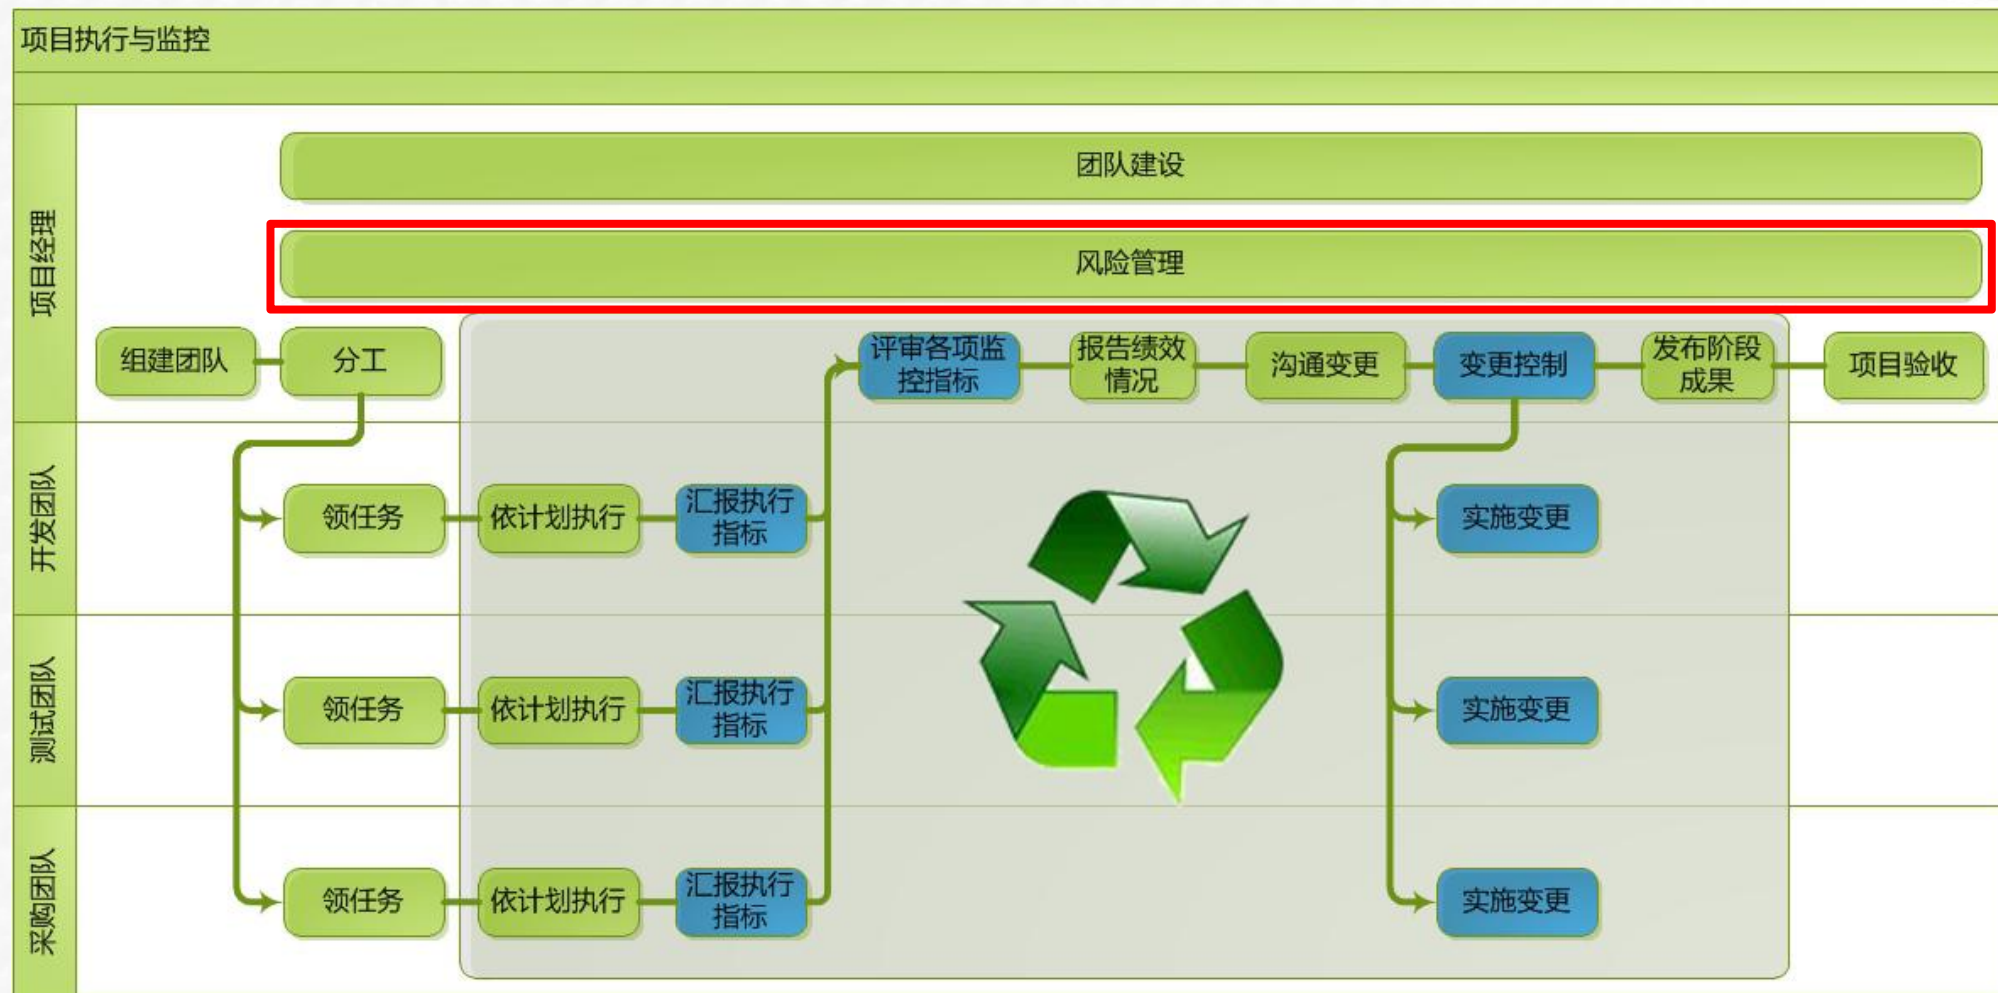 项目执行与监控
项目经理
团队建设
风险管理
组建团队
分工
评审各项监
控指标
报告绩效
情况
沟通变更
变更控制
发布阶段
成果
项目验收
开发团队
领任务
依计划执行
汇报执行
指标
实施变更
测试团队
领任务
依计划执行
汇报执行
指标
实施变更
采购团队
领任务
依计划执行
汇报执行
指标
实施变更